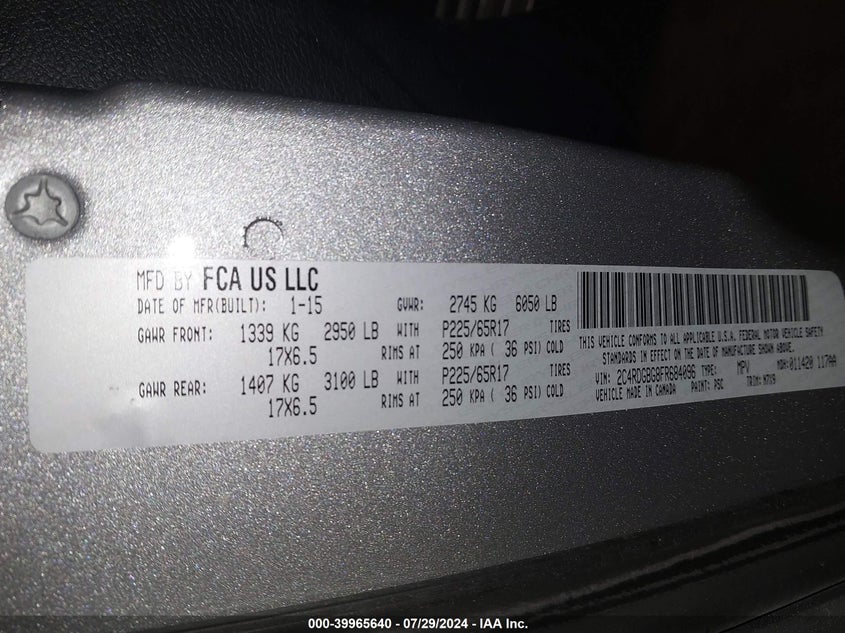 MFD BY FCA US LLC
DATE OF MFR(BUILT): 1-15 GVWR: 2745 KG 6050 LB
GAWR FRONT: 1339 KG 2950 LB WITH P225/65R17 TIRES
17X6.5 RIMS AT 250 KPA ( 36 PSI) COLD
GAWR REAR: 1407 KG 3100 LB WITH P225/65R17 TIRES
17X6.5 RIMS AT 250 KPA ( 36 PSI) COLD
THIS VEHICLE CONFORMS TO ALL APPLICABLE U.S.A. FEDERAL MOTOR VEHICLE SAFETY
STANDARDS IN EFFECT ON THE DATE OF MANUFACTURE SHOWN ABOVE.
VIN: 2C4RDGBG8FR684096 TYPE: MPV MDH:011420 117AA
VEHICLE MADE IN CANADA PAINT: PSC TRIM:
000-39965640 - 07/29/2024 - IAA Inc.